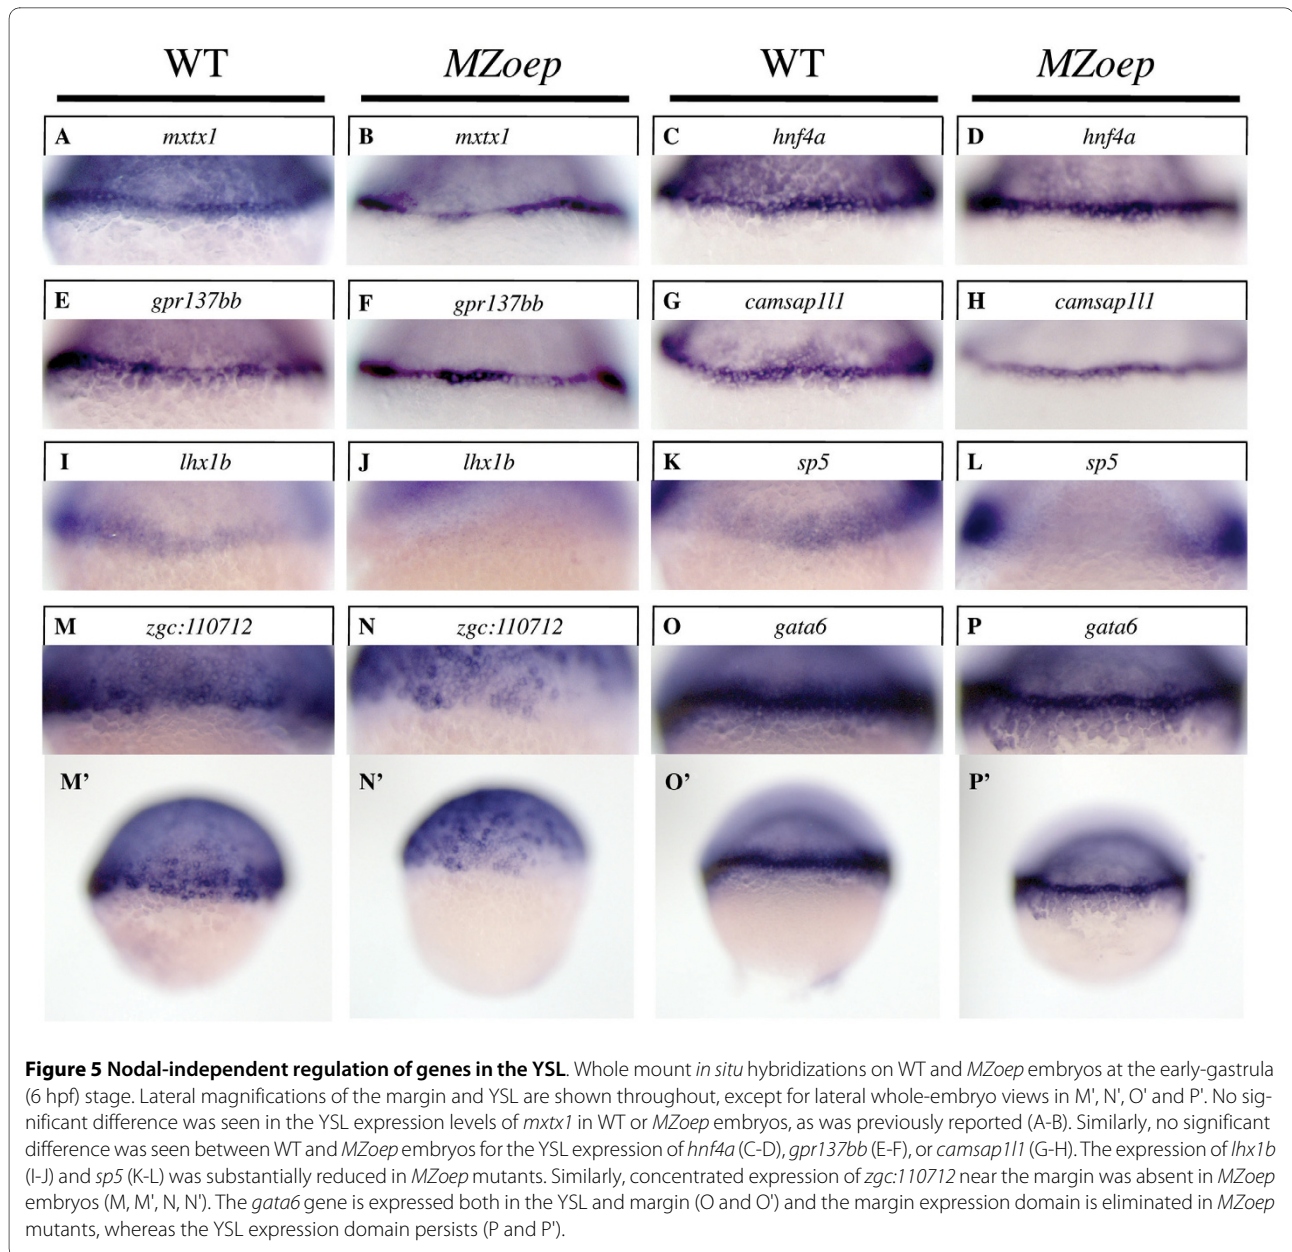 WT MZoep WT MZoep
A mxtx1 B mxtx1 C hnf4a D hnf4a
E gpr137bb F gpr137bb G camsap1l1 H camsap1l1
I lhx1b J lhx1b K sp5 L sp5
M zgc:110712 N zgc:110712 O gata6 P gata6
M’ N’ O’ P’
Figure 5 Nodal-independent regulation of genes in the YSL. Whole mount in situ hybridizations on WT and MZoep embryos at the early-gastrula
(6 hpf) stage. Lateral magnifications of the margin and YSL are shown throughout, except for lateral whole-embryo views in M', N', O' and P'. No sig-
nificant difference was seen in the YSL expression levels of mxtx1 in WT or MZoep embryos, as was previously reported (A-B). Similarly, no significant
difference was seen between WT and MZoep embryos for the YSL expression of hnf4a (C-D), gpr137bb (E-F), or camsap1l1 (G-H). The expression of lhx1b
(I-J) and sp5 (K-L) was substantially reduced in MZoep mutants. Similarly, concentrated expression of zgc:110712 near the margin was absent in MZoep
embryos (M, M', N, N'). The gata6 gene is expressed both in the YSL and margin (O and O') and the margin expression domain is eliminated in MZoep
mutants, whereas the YSL expression domain persists (P and P').